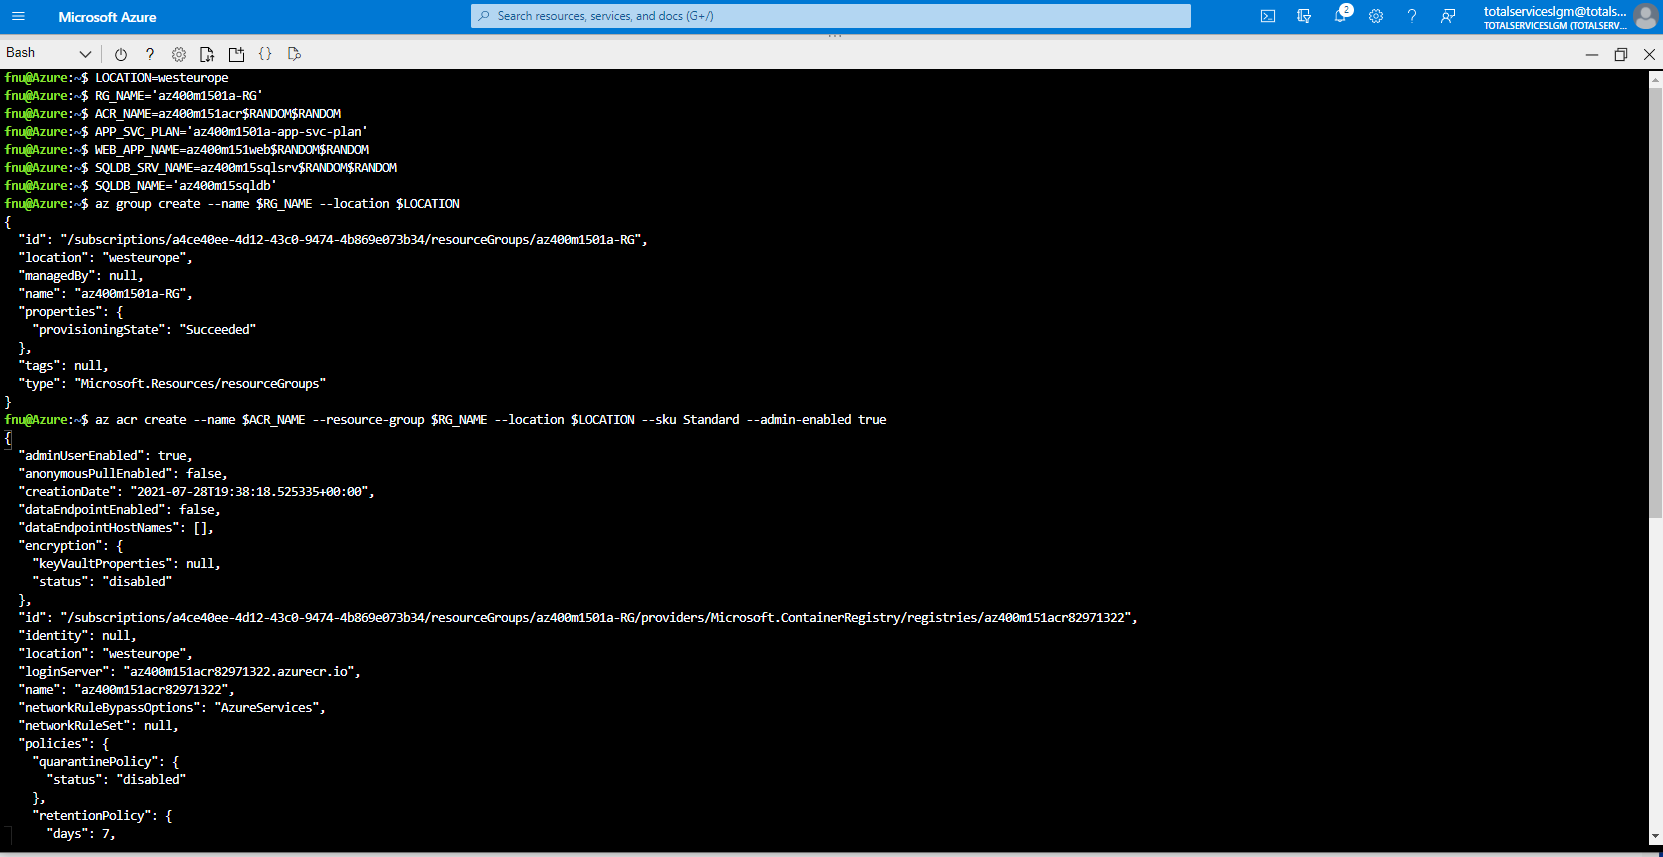 Microsoft Azure
Search resources, services, and docs (G+/)
2
totalserviceslgm@totals...
TOTALSERVICESLGM (TOTALSERV...
Bash
fnu@Azure:~$ LOCATION=westeurope
fnu@Azure:~$ RG_NAME='az400m1501a-RG'
fnu@Azure:~$ ACR_NAME=az400m151acr$RANDOM$RANDOM
fnu@Azure:~$ APP_SVC_PLAN='az400m1501a-app-svc-plan'
fnu@Azure:~$ WEB_APP_NAME=az400m151web$RANDOM$RANDOM
fnu@Azure:~$ SQLDB_SRV_NAME=az400m15sqlsrv$RANDOM$RANDOM
fnu@Azure:~$ SQLDB_NAME='az400m15sqldb'
fnu@Azure:~$ az group create --name $RG_NAME --location $LOCATION
{
  "id": "/subscriptions/a4ce40ee-4d12-43c0-9474-4b869e073b34/resourceGroups/az400m1501a-RG",
  "location": "westeurope",
  "managedBy": null,
  "name": "az400m1501a-RG",
  "properties": {
    "provisioningState": "Succeeded"
  },
  "tags": null,
  "type": "Microsoft.Resources/resourceGroups"
}
fnu@Azure:~$ az acr create --name $ACR_NAME --resource-group $RG_NAME --location $LOCATION --sku Standard --admin-enabled true
{
  "adminUserEnabled": true,
  "anonymousPullEnabled": false,
  "creationDate": "2021-07-28T19:38:18.525335+00:00",
  "dataEndpointEnabled": false,
  "dataEndpointHostNames": [],
  "encryption": {
    "keyVaultProperties": null,
    "status": "disabled"
  },
  "id": "/subscriptions/a4ce40ee-4d12-43c0-9474-4b869e073b34/resourceGroups/az400m1501a-RG/providers/Microsoft.ContainerRegistry/registries/az400m151acr82971322",
  "identity": null,
  "location": "westeurope",
  "loginServer": "az400m151acr82971322.azurecr.io",
  "name": "az400m151acr82971322",
  "networkRuleBypassOptions": "AzureServices",
  "networkRuleSet": null,
  "policies": {
    "quarantinePolicy": {
      "status": "disabled"
    },
    "retentionPolicy": {
      "days": 7,